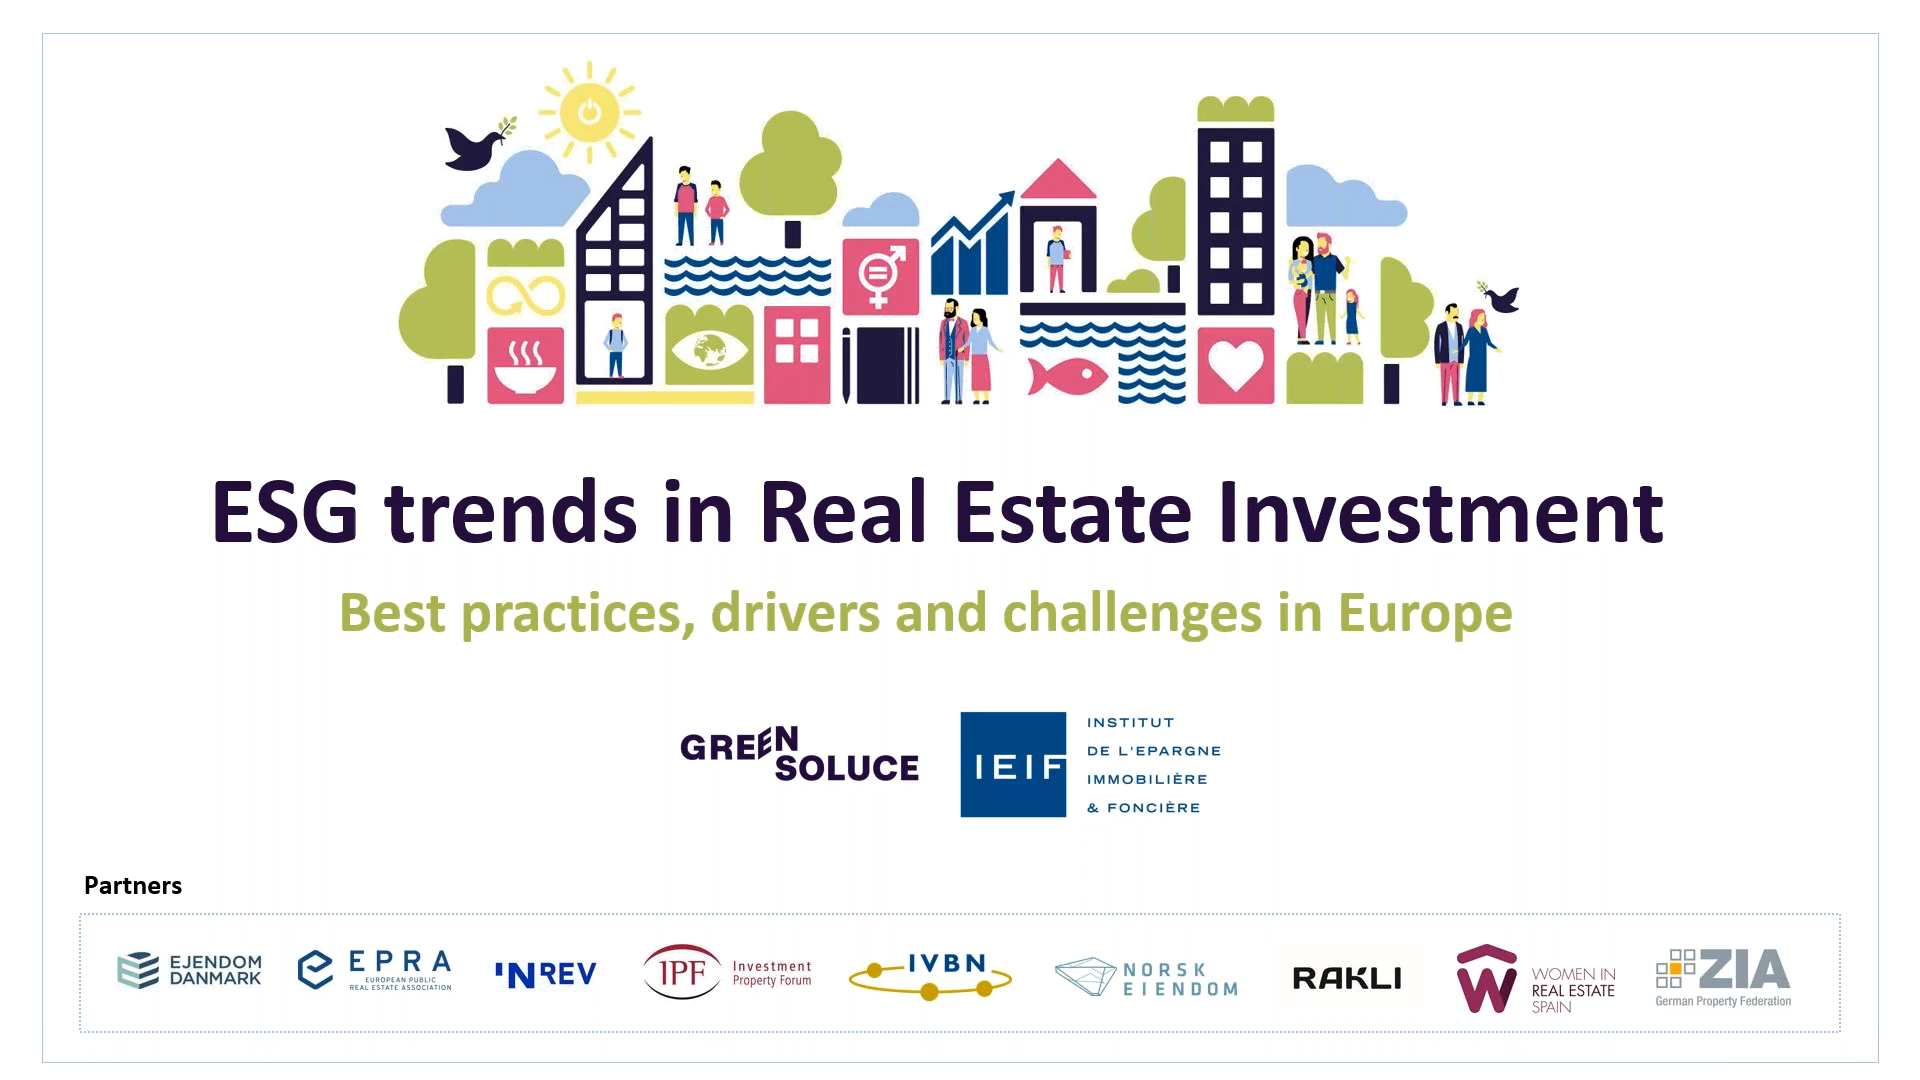 ESG trends in Real Estate Investment
Best practices, drivers and challenges in Europe
GREEN
SOLUCE
IEIF
INSTITUT
DE L'EPARGNE
IMMOBILIÈRE
& FONCIÈRE
Partners
EJENDOM
DANMARK
EPRA
EUROPEAN PUBLIC
REAL ESTATE ASSOCIATION
INREV
IPF
Investment
Property Forum
IVBN
NORSK
EIENDOM
RAKLI
WOMEN IN
REAL ESTATE
SPAIN
ZIA
German Property Federation